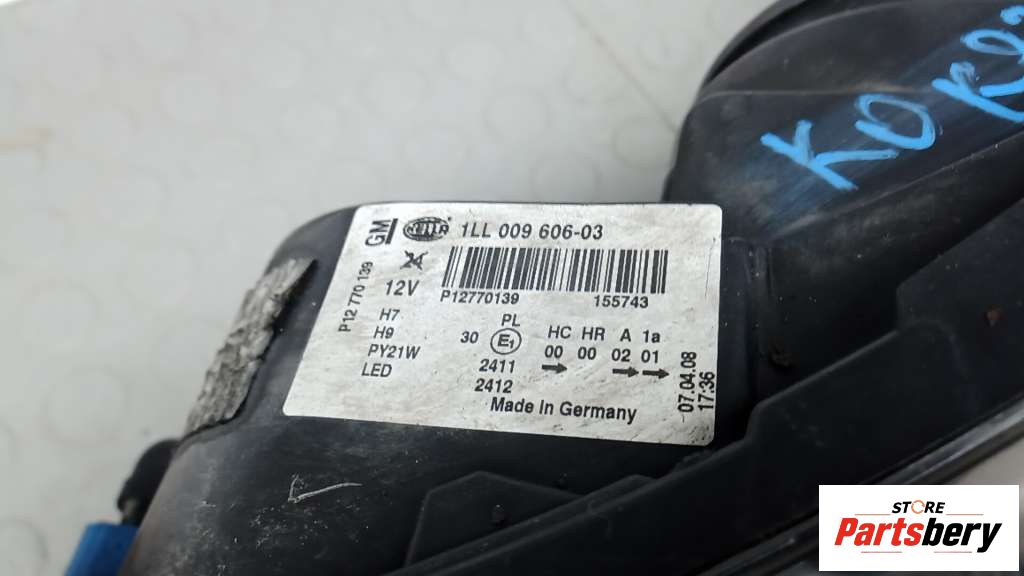 GM HELLA 1LL 009 606-03
P12 770 139
12V
P12770139 155743
H7
H9
PY21W
LED
PL
30 E1
2411
2412
HC HR A 1a
00 00 02 01
Made in Germany
07.04.08
17:36
STORE
Partsbery